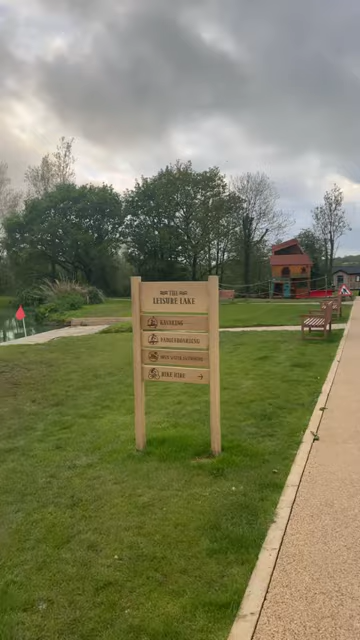 THE
LEISURE LAKE
KAYAKING
PADDLEBOARDING
BIKE HIRE